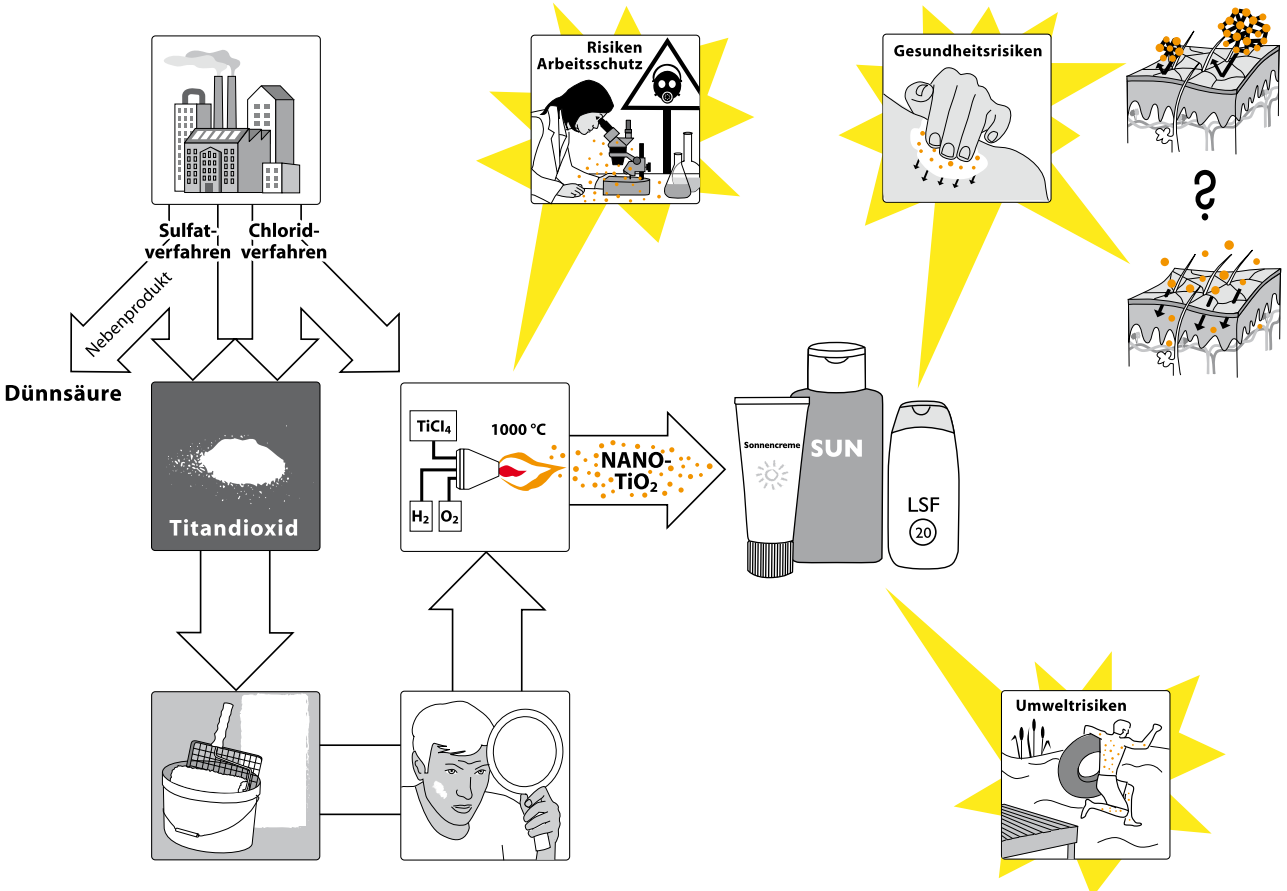 Risiken
Arbeitsschutz
Gesundheitsrisiken
?
Sulfat-
verfahren
Chlorid-
verfahren
Nebenprodukt
Dünnsäure
Titandioxid
TiCl₄
1000 °C
H₂
O₂
NANO-
TiO₂
Sonnencreme
SUN
LSF
20
Umweltrisiken